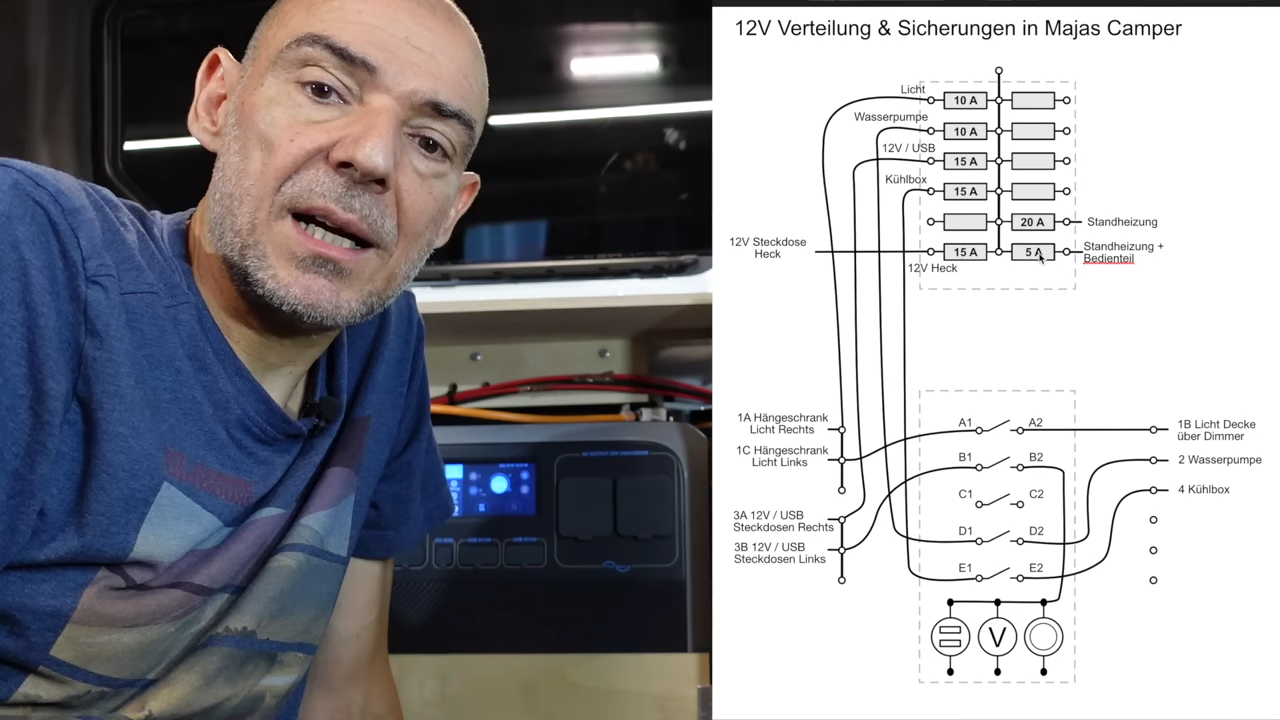 12V Verteilung & Sicherungen in Majas Camper
Licht
10 A
Wasserpumpe
10 A
12V / USB
15 A
Kühlbox
15 A
20 A
Standheizung
12V Steckdose
Heck
15 A
5 A
Standheizung +
Bedienteil
12V Heck
1A Hängeschrank
Licht Rechts
1C Hängeschrank
Licht Links
3A 12V / USB
Steckdosen Rechts
3B 12V / USB
Steckdosen Links
A1
A2
B1
B2
C1
C2
D1
D2
E1
E2
1B Licht Decke
über Dimmer
2 Wasserpumpe
4 Kühlbox
V